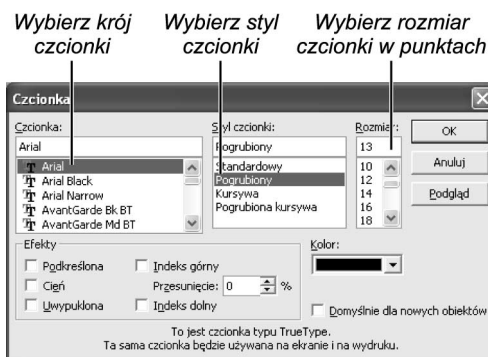 Wybierz krój
czcionki
Wybierz styl
czcionki
Wybierz rozmiar
czcionki w punktach
Czcionka
Czcionka:
Arial
Arial
Arial Black
Arial Narrow
AvantGarde Bk BT
AvantGarde Md BT
Styl czcionki:
Pogrubiony
Standardowy
Pogrubiony
Kursywa
Pogrubiona kursywa
Rozmiar:
13
10
12
14
16
18
OK
Anuluj
Podgląd
Efekty
Podkreślona
Cień
Uwypuklona
Indeks górny
Przesunięcie: 0 %
Indeks dolny
Kolor:
Domyślnie dla nowych obiektów
To jest czcionka typu TrueType.
Ta sama czcionka będzie używana na ekranie i na wydruku.